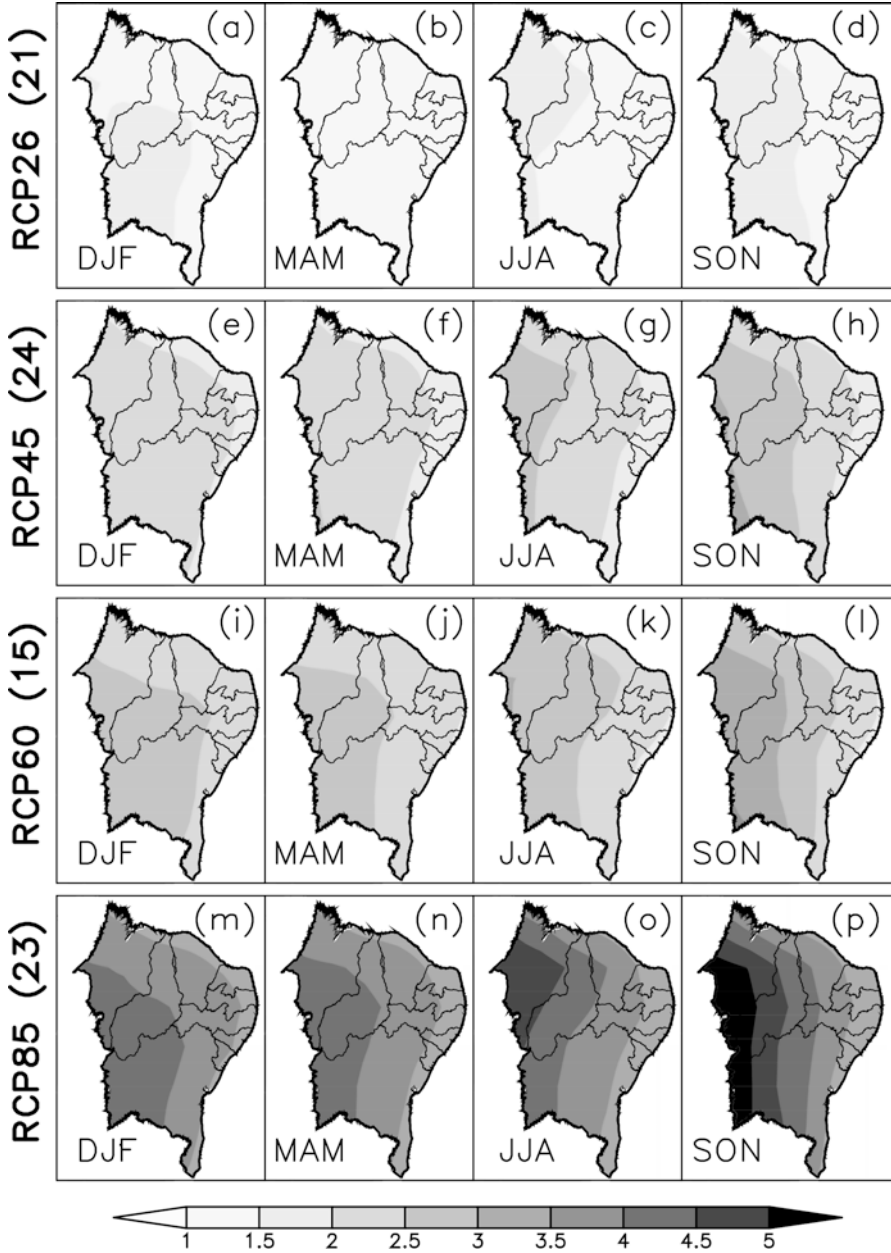 RCP26 (21)
(a)
(b)
(c)
(d)
DJF
MAM
JJA
SON
RCP45 (24)
(e)
(f)
(g)
(h)
DJF
MAM
JJA
SON
RCP60 (15)
(i)
(j)
(k)
(l)
DJF
MAM
JJA
SON
RCP85 (23)
(m)
(n)
(o)
(p)
DJF
MAM
JJA
SON
1 1.5 2 2.5 3 3.5 4 4.5 5